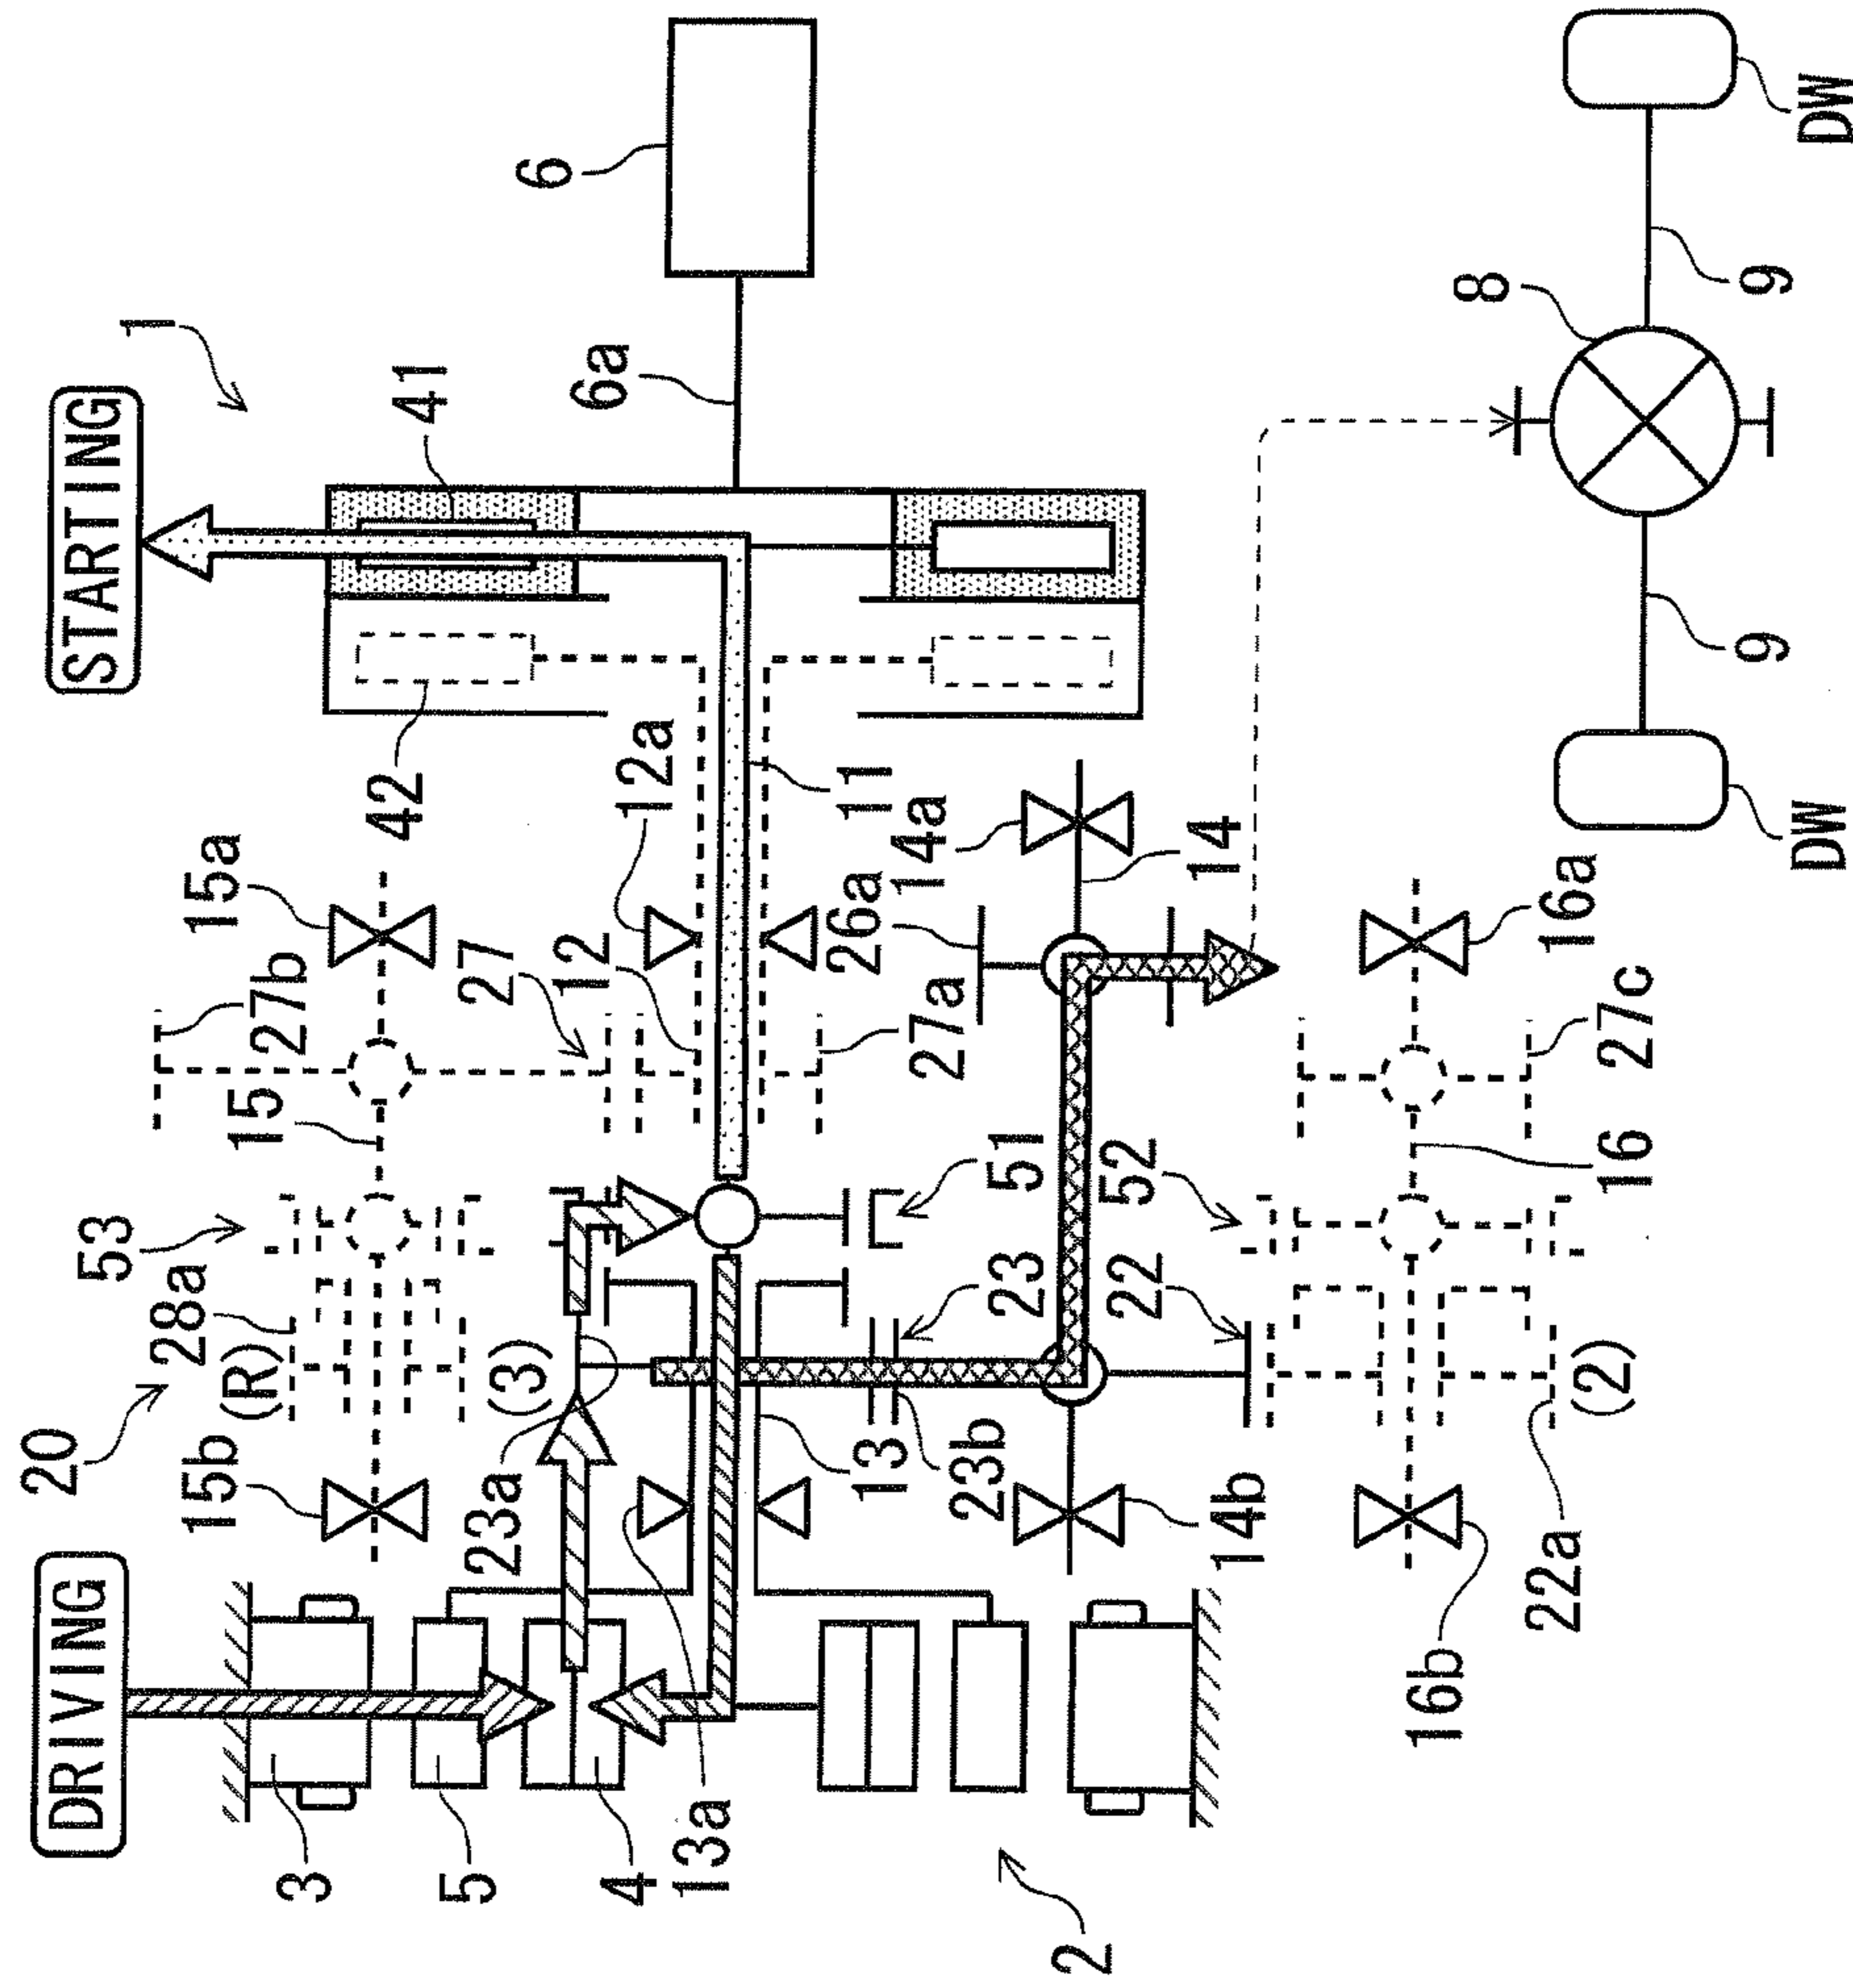 DRIVING
STARTING
1
20
53
28a
(R)
15b
15
27b
15a
27
12
42
41
12a
6
6a
3
5
4
13a
23a
(3)
13
23b
23
51
27a
26a
11
14a
14
14b
22
52
2
16b
22a
(2)
16
27c
16a
8
9
9
DW
DW